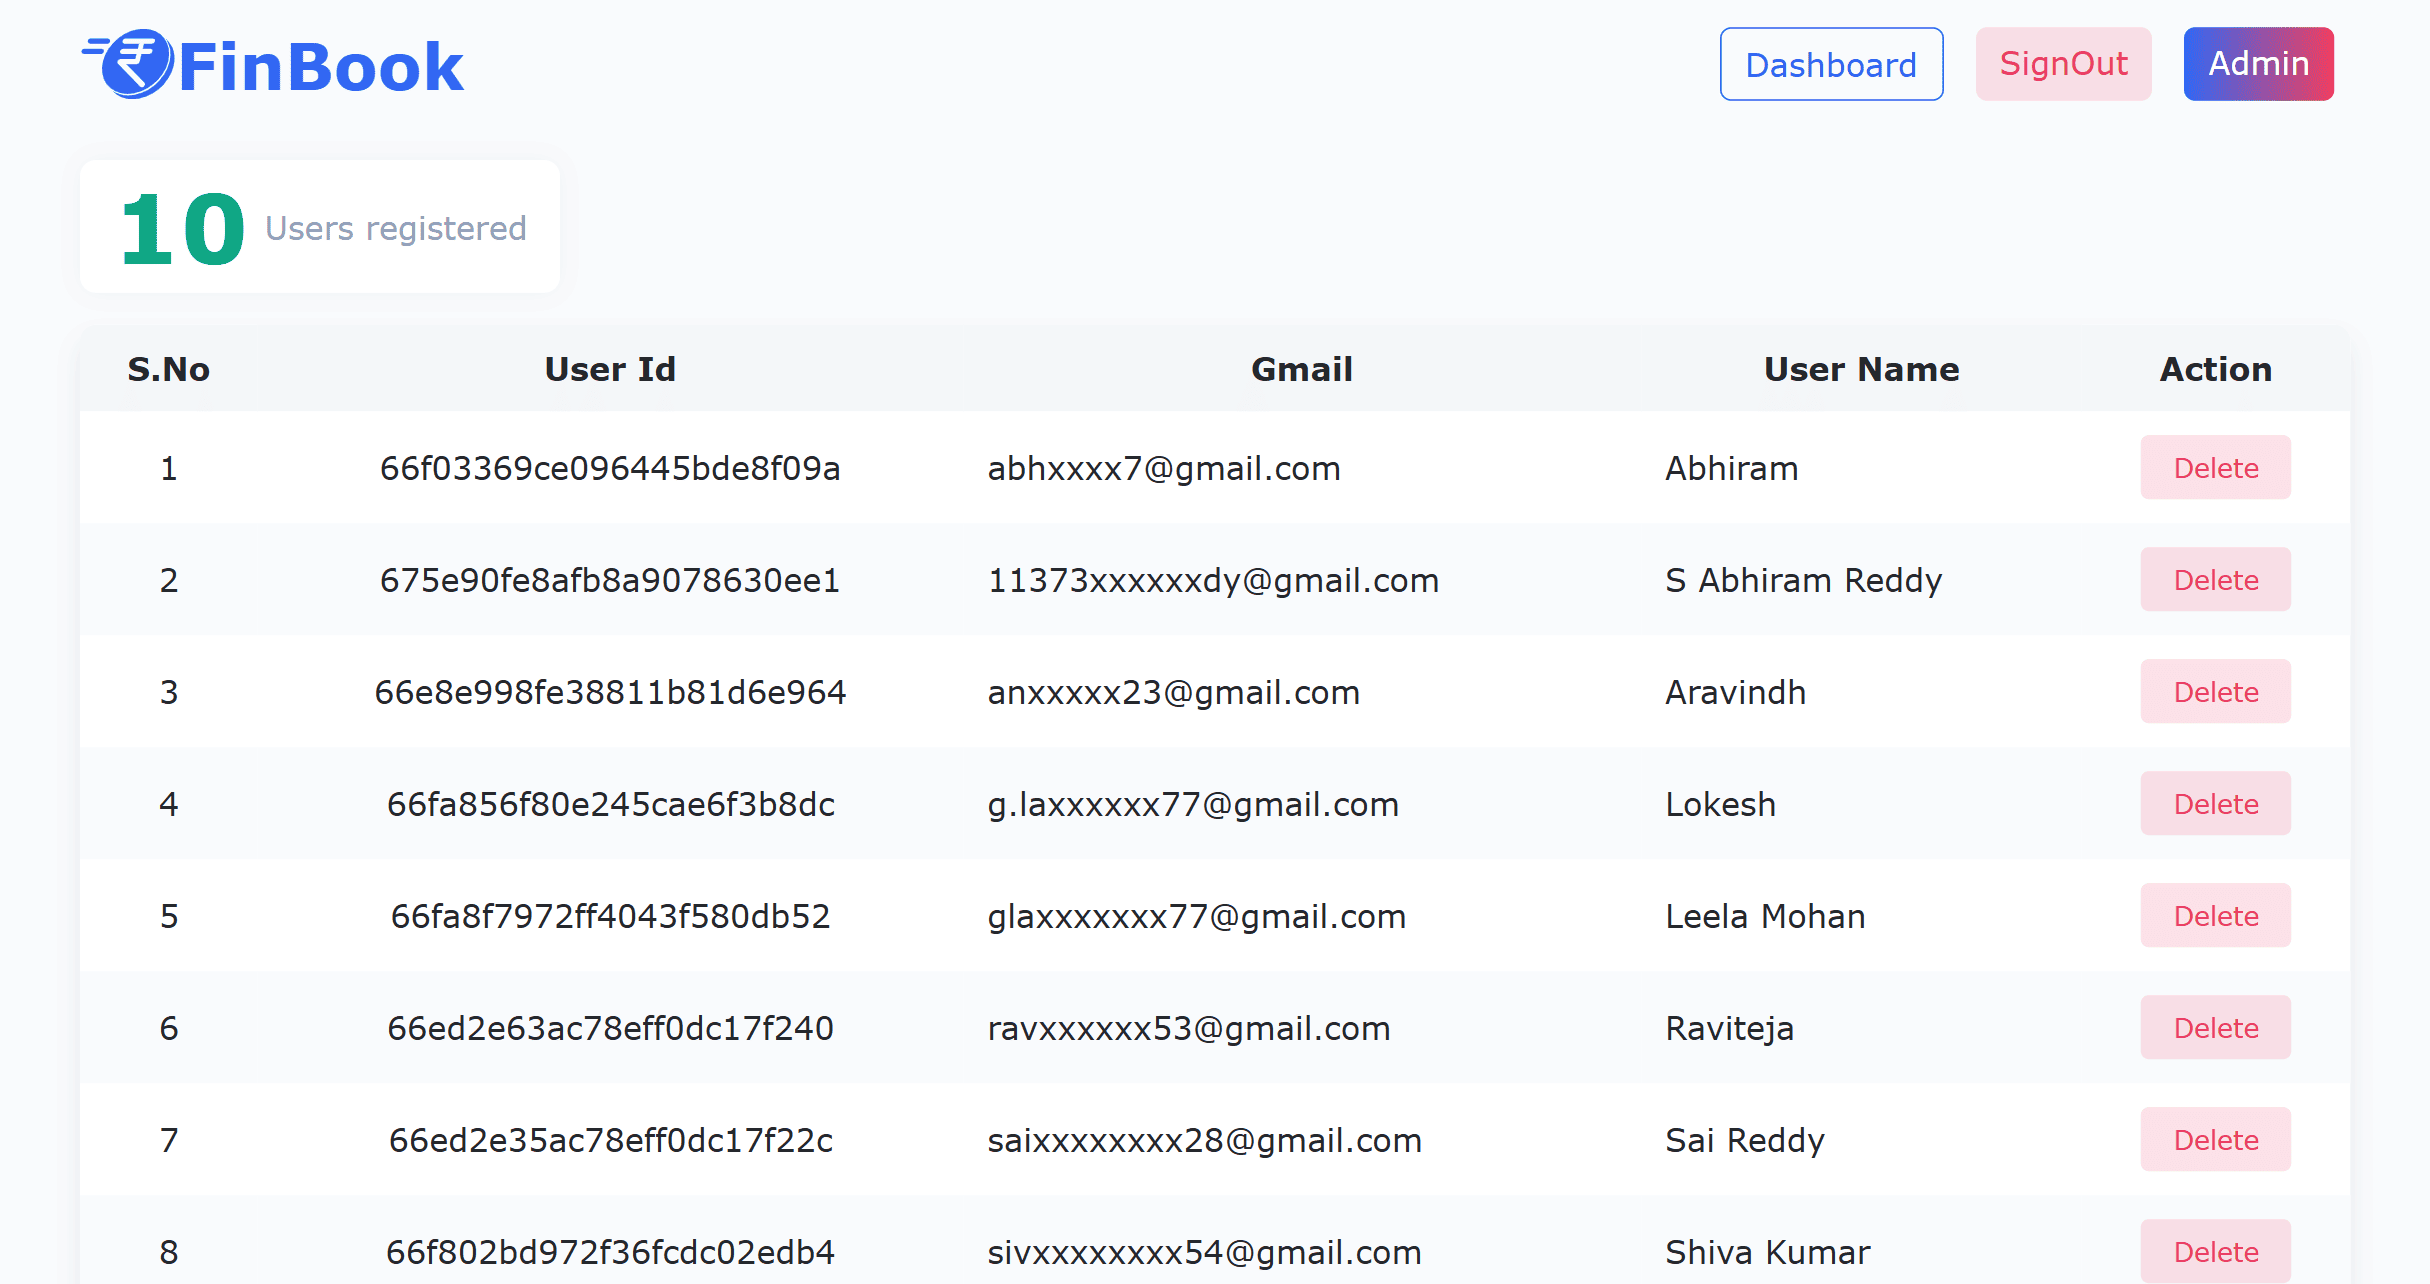 FinBook
Dashboard SignOut Admin
10 Users registered
S.No User Id Gmail User Name Action
1 66f03369ce096445bde8f09a abhxxxx7@gmail.com Abhiram Delete
2 675e90fe8afb8a9078630ee1 11373xxxxxxdy@gmail.com S Abhiram Reddy Delete
3 66e8e998fe38811b81d6e964 anxxxxx23@gmail.com Aravindh Delete
4 66fa856f80e245cae6f3b8dc g.laxxxxxx77@gmail.com Lokesh Delete
5 66fa8f7972ff4043f580db52 glaxxxxxxx77@gmail.com Leela Mohan Delete
6 66ed2e63ac78eff0dc17f240 ravxxxxxx53@gmail.com Raviteja Delete
7 66ed2e35ac78eff0dc17f22c saixxxxxxxx28@gmail.com Sai Reddy Delete
8 66f802bd972f36fcdc02edb4 sivxxxxxxxx54@gmail.com Shiva Kumar Delete